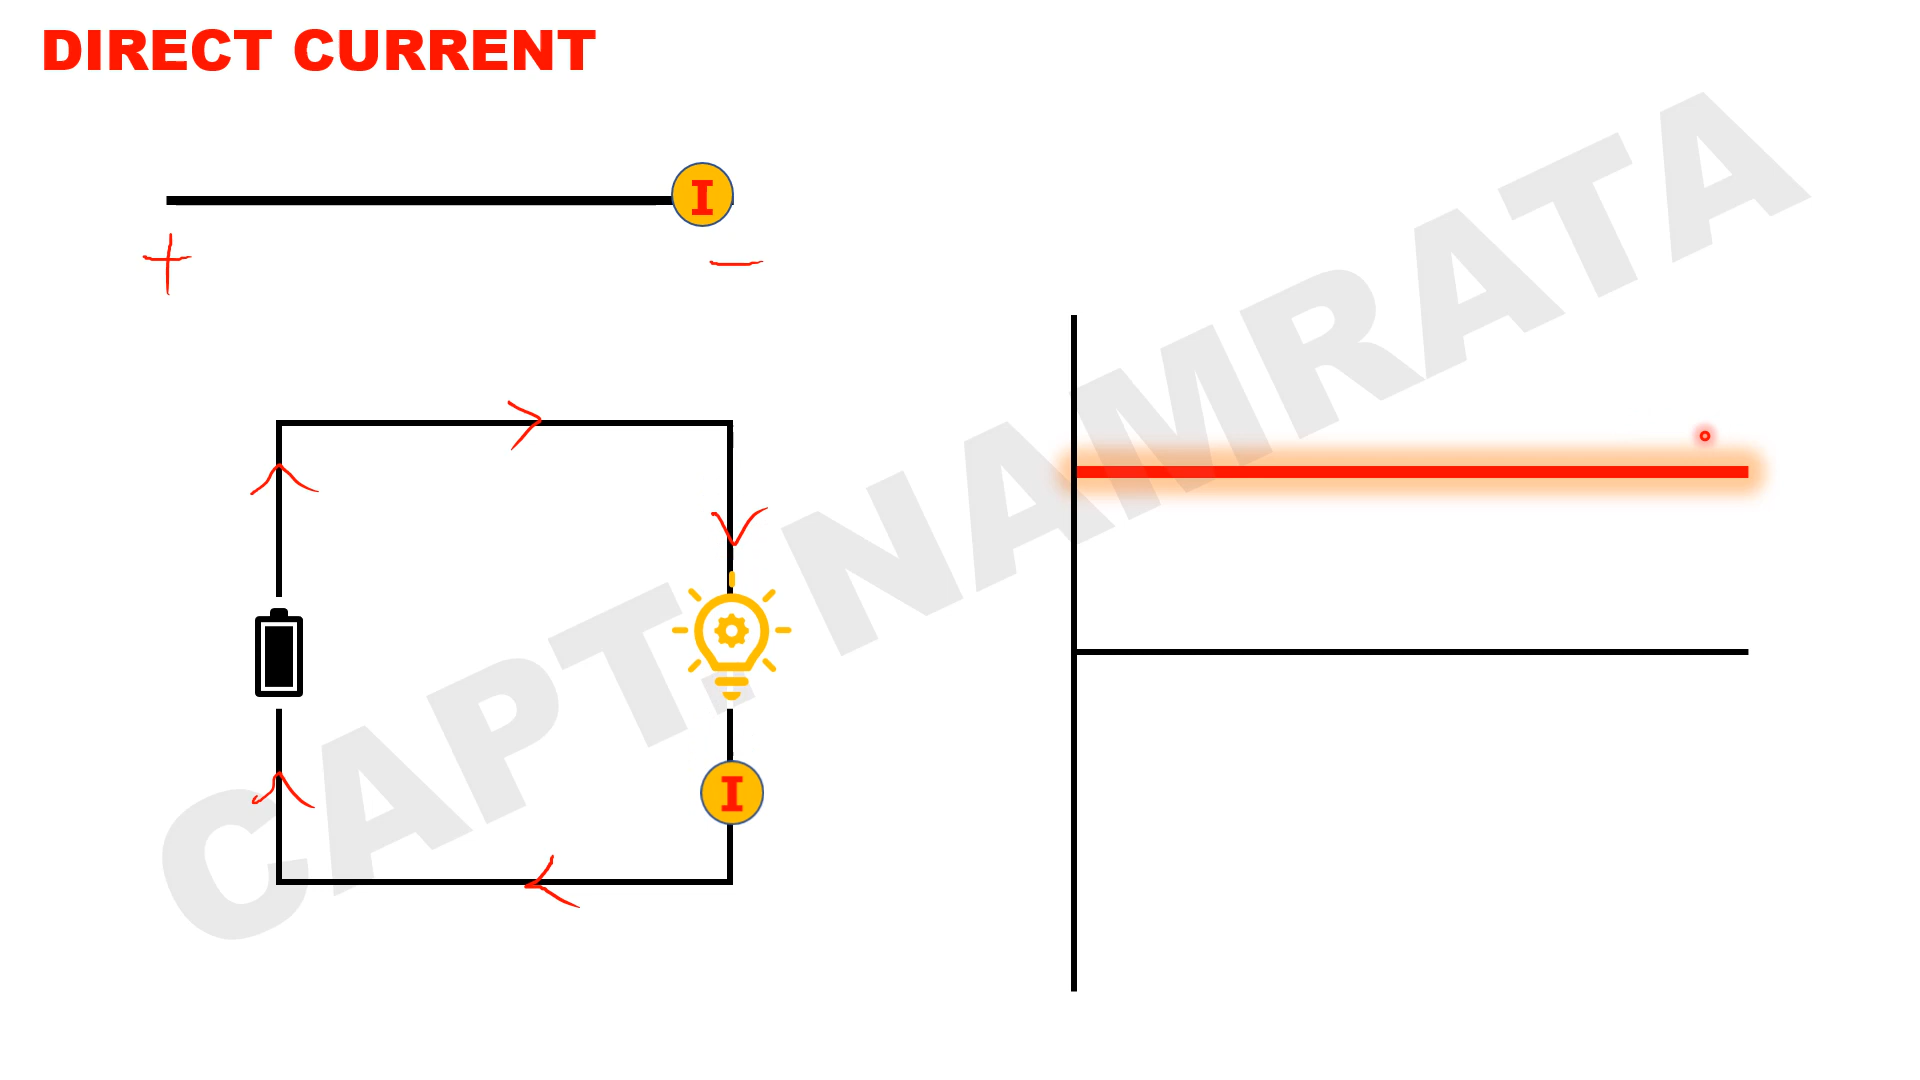 DIRECT CURRENT
I
+ −
I
CAPT. NAMRATA